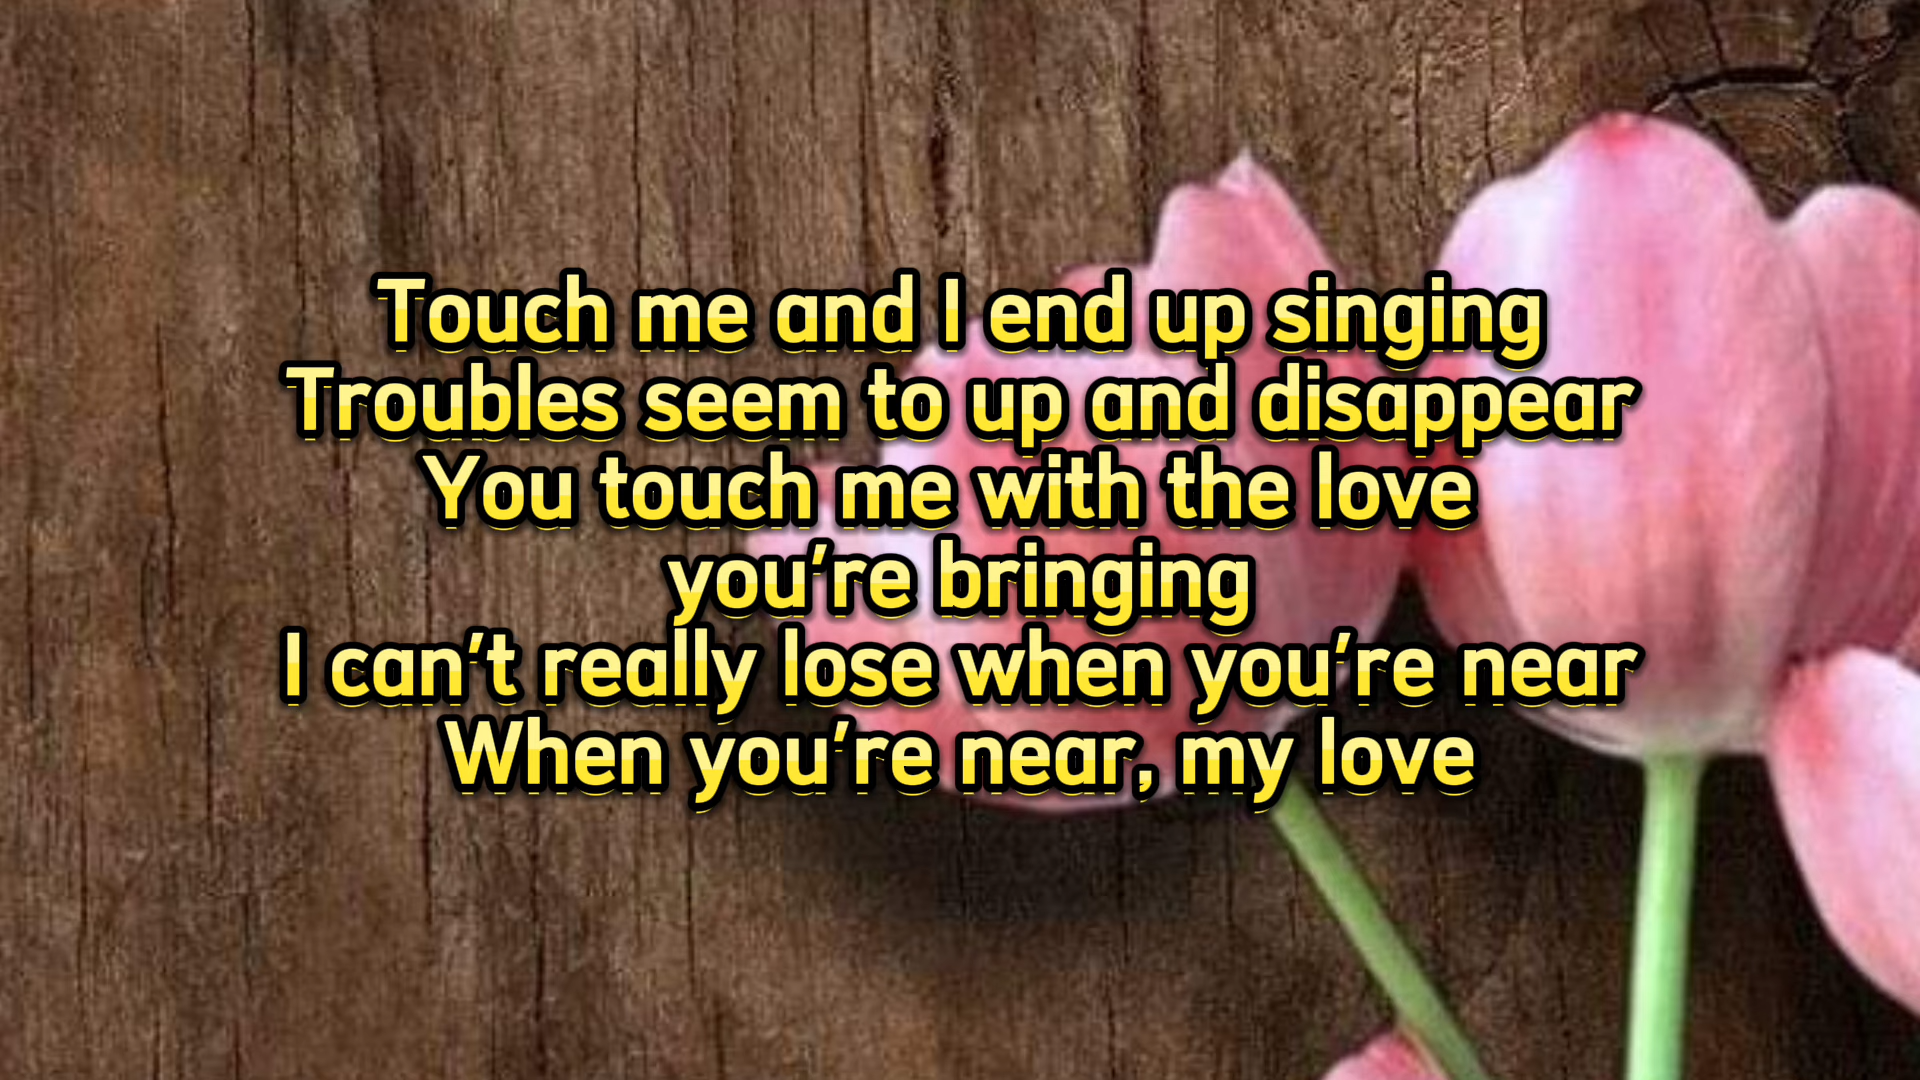 Touch me and I end up singing
Troubles seem to up and disappear
You touch me with the love
you're bringing
I can't really lose when you're near
When you're near, my love